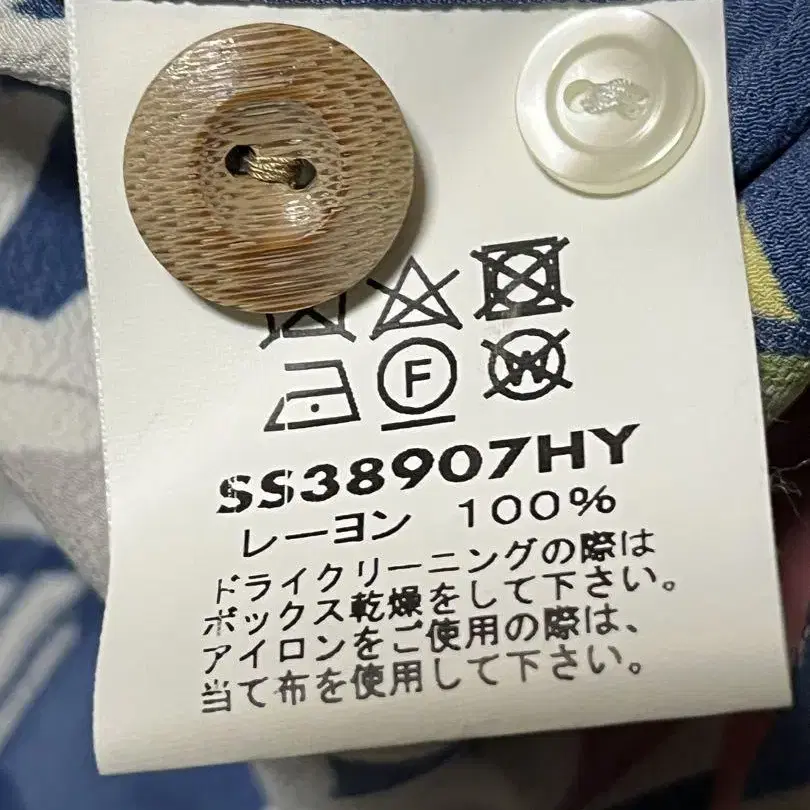 F
W
SS38907HY
レーヨン 100%
ドライクリーニングの際は
ボックス乾燥をして下さい。
アイロンをご使用の際は、
当て布を使用して下さい。